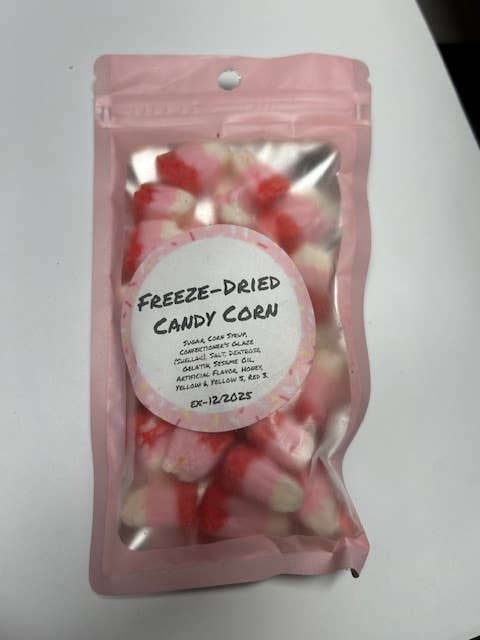 FREEZE-DRIED
CANDY CORN
SUGAR, CORN SYRUP,
CONFECTIONER'S GLAZE
(SHELLAC), SALT, DEXTROSE,
GELATIN, SESAME OIL,
ARTIFICIAL FLAVOR, HONEY,
YELLOW 6, YELLOW 5, RED 3.
EX-12/2025